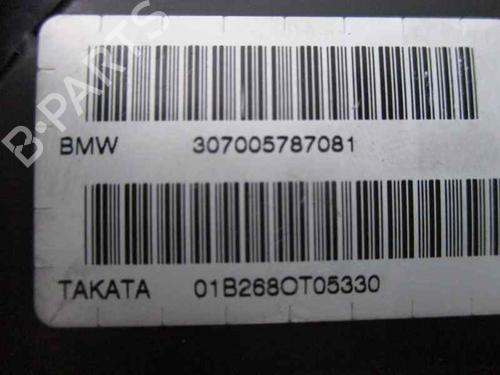 B-PARTS
BMW 307005787081
TAKATA 01B268OT05330